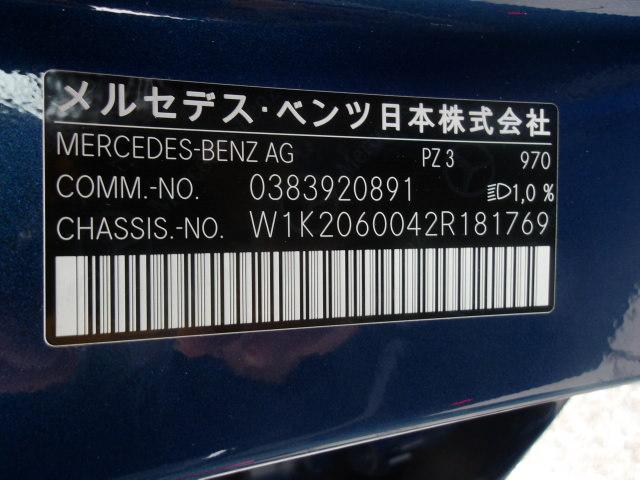 メルセデス・ベンツ日本株式会社
MERCEDES-BENZ AG PZ 3 970
COMM.-NO. 0383920891 1,0 %
CHASSIS.-NO. W1K2060042R181769